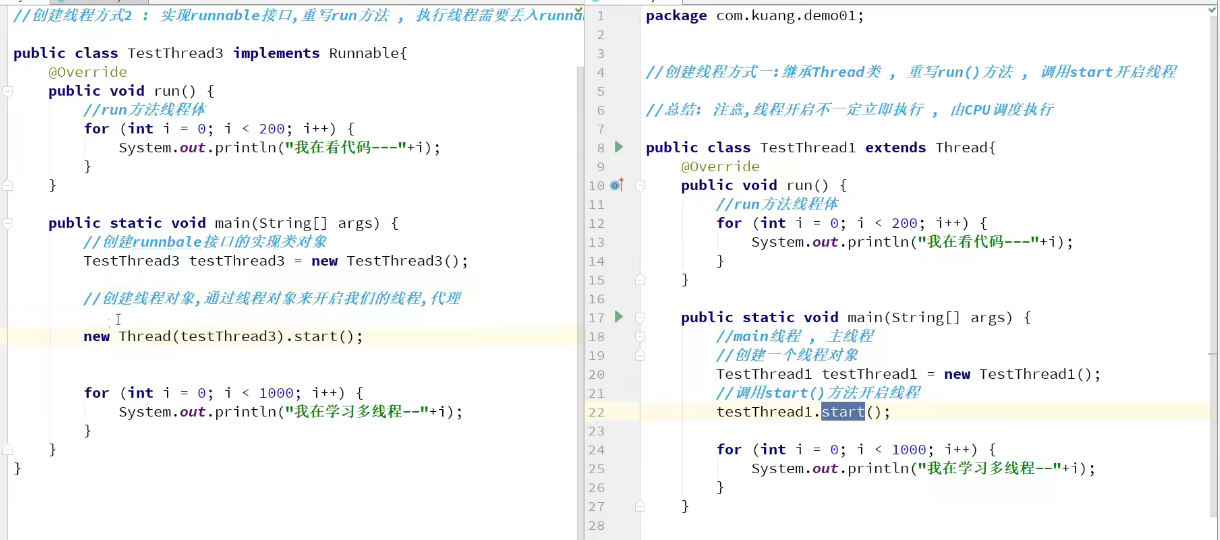 //创建线程方式2 : 实现runnable接口,重写run方法 , 执行线程需要丢入runna
public class TestThread3 implements Runnable{
@Override
public void run() {
//run方法线程体
for (int i = 0; i < 200; i++) {
System.out.println("我在看代码---"+i);
}
}
public static void main(String[] args) {
//创建runnbale接口的实现类对象
TestThread3 testThread3 = new TestThread3();
//创建线程对象,通过线程对象来开启我们的线程,代理
new Thread(testThread3).start();
for (int i = 0; i < 1000; i++) {
System.out.println("我在学习多线程--"+i);
}
}
}
1 package com.kuang.demo01;
2
3
4 //创建线程方式一:继承Thread类 , 重写run()方法 , 调用start开启线程
5
6 //总结: 注意,线程开启不一定立即执行 , 由CPU调度执行
7
8 public class TestThread1 extends Thread{
9 @Override
10 public void run() {
11 //run方法线程体
12 for (int i = 0; i < 200; i++) {
13 System.out.println("我在看代码---"+i);
14 }
15 }
16
17 public static void main(String[] args) {
18 //main线程 , 主线程
19 //创建一个线程对象
20 TestThread1 testThread1 = new TestThread1();
21 //调用start()方法开启线程
22 testThread1.start();
23
24 for (int i = 0; i < 1000; i++) {
25 System.out.println("我在学习多线程--"+i);
26 }
27 }
28